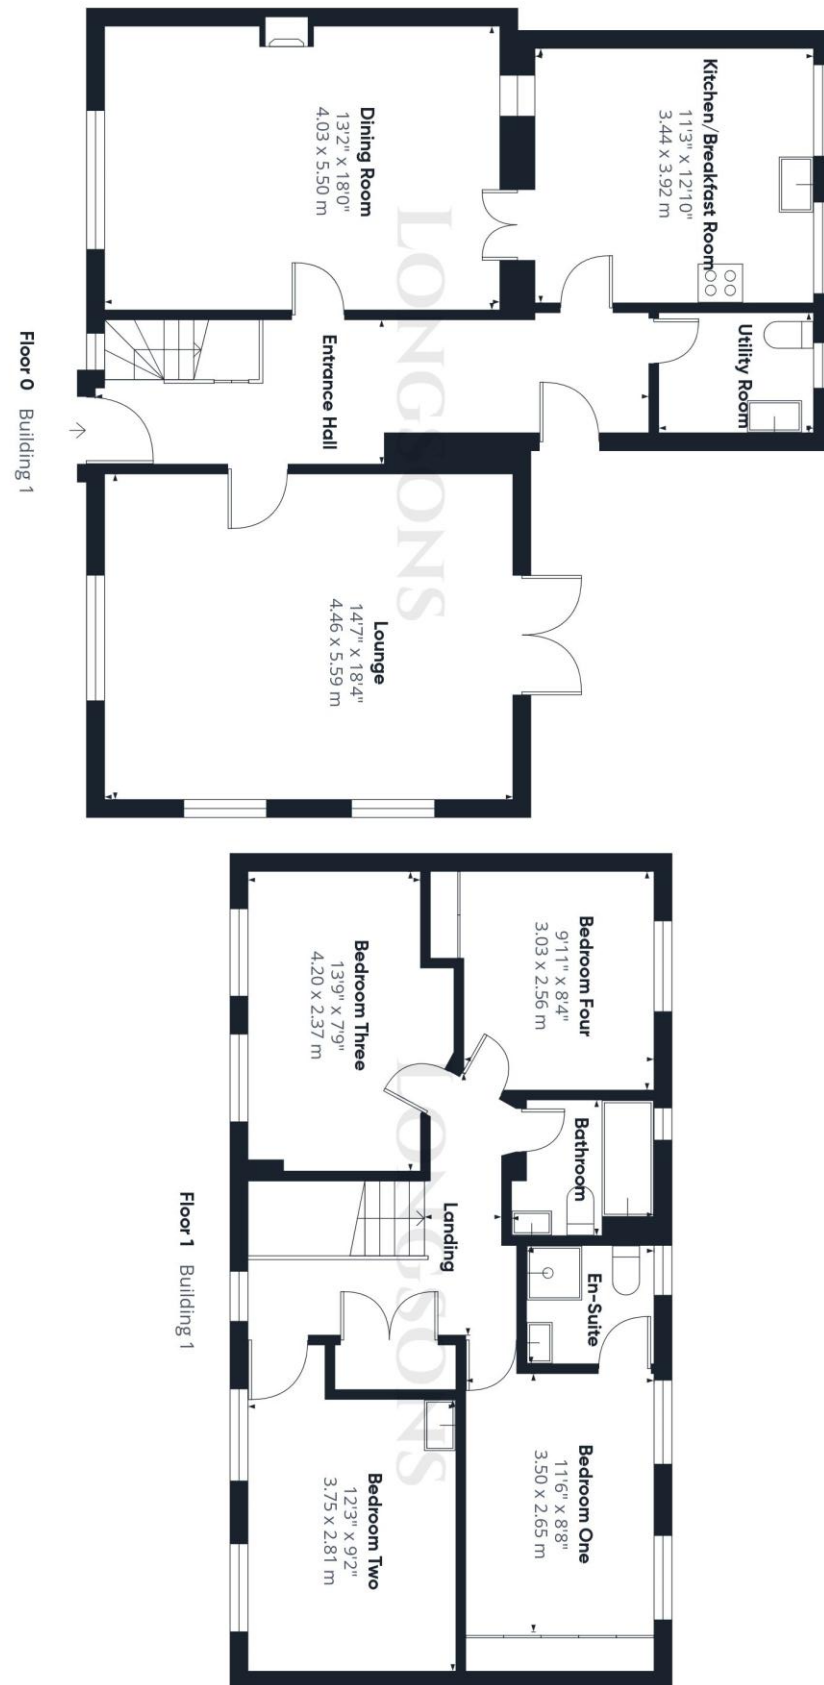 Kitchen/Breakfast Room
11'3" x 12'10"
3.44 x 3.92 m
Utility Room
Dining Room
13'2" x 18'0"
4.03 x 5.50 m
Entrance Hall
Lounge
14'7" x 18'4"
4.46 x 5.59 m
LONGSONS
Floor 0 Building 1
Bedroom Four
9'11" x 8'4"
3.03 x 2.56 m
Bathroom
En-Suite
Bedroom One
11'6" x 8'8"
3.50 x 2.65 m
Bedroom Three
13'9" x 7'9"
4.20 x 2.37 m
Landing
Bedroom Two
12'3" x 9'2"
3.75 x 2.81 m
LONGSONS
Floor 1 Building 1